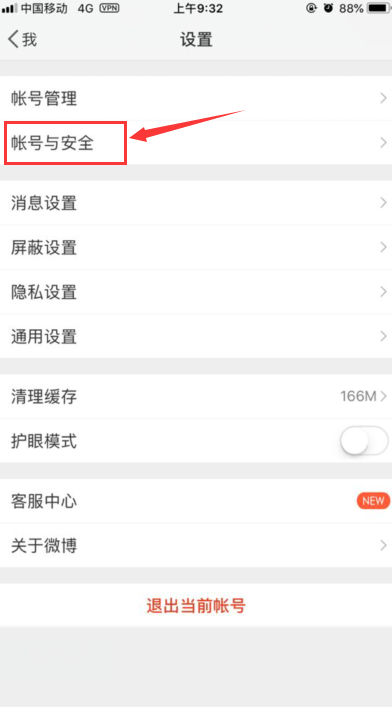 中国移动 4G VPN 上午9:32 88%
我 设置
帐号管理
帐号与安全
消息设置
屏蔽设置
隐私设置
通用设置
清理缓存 166M
护眼模式
客服中心 NEW
关于微博
退出当前帐号